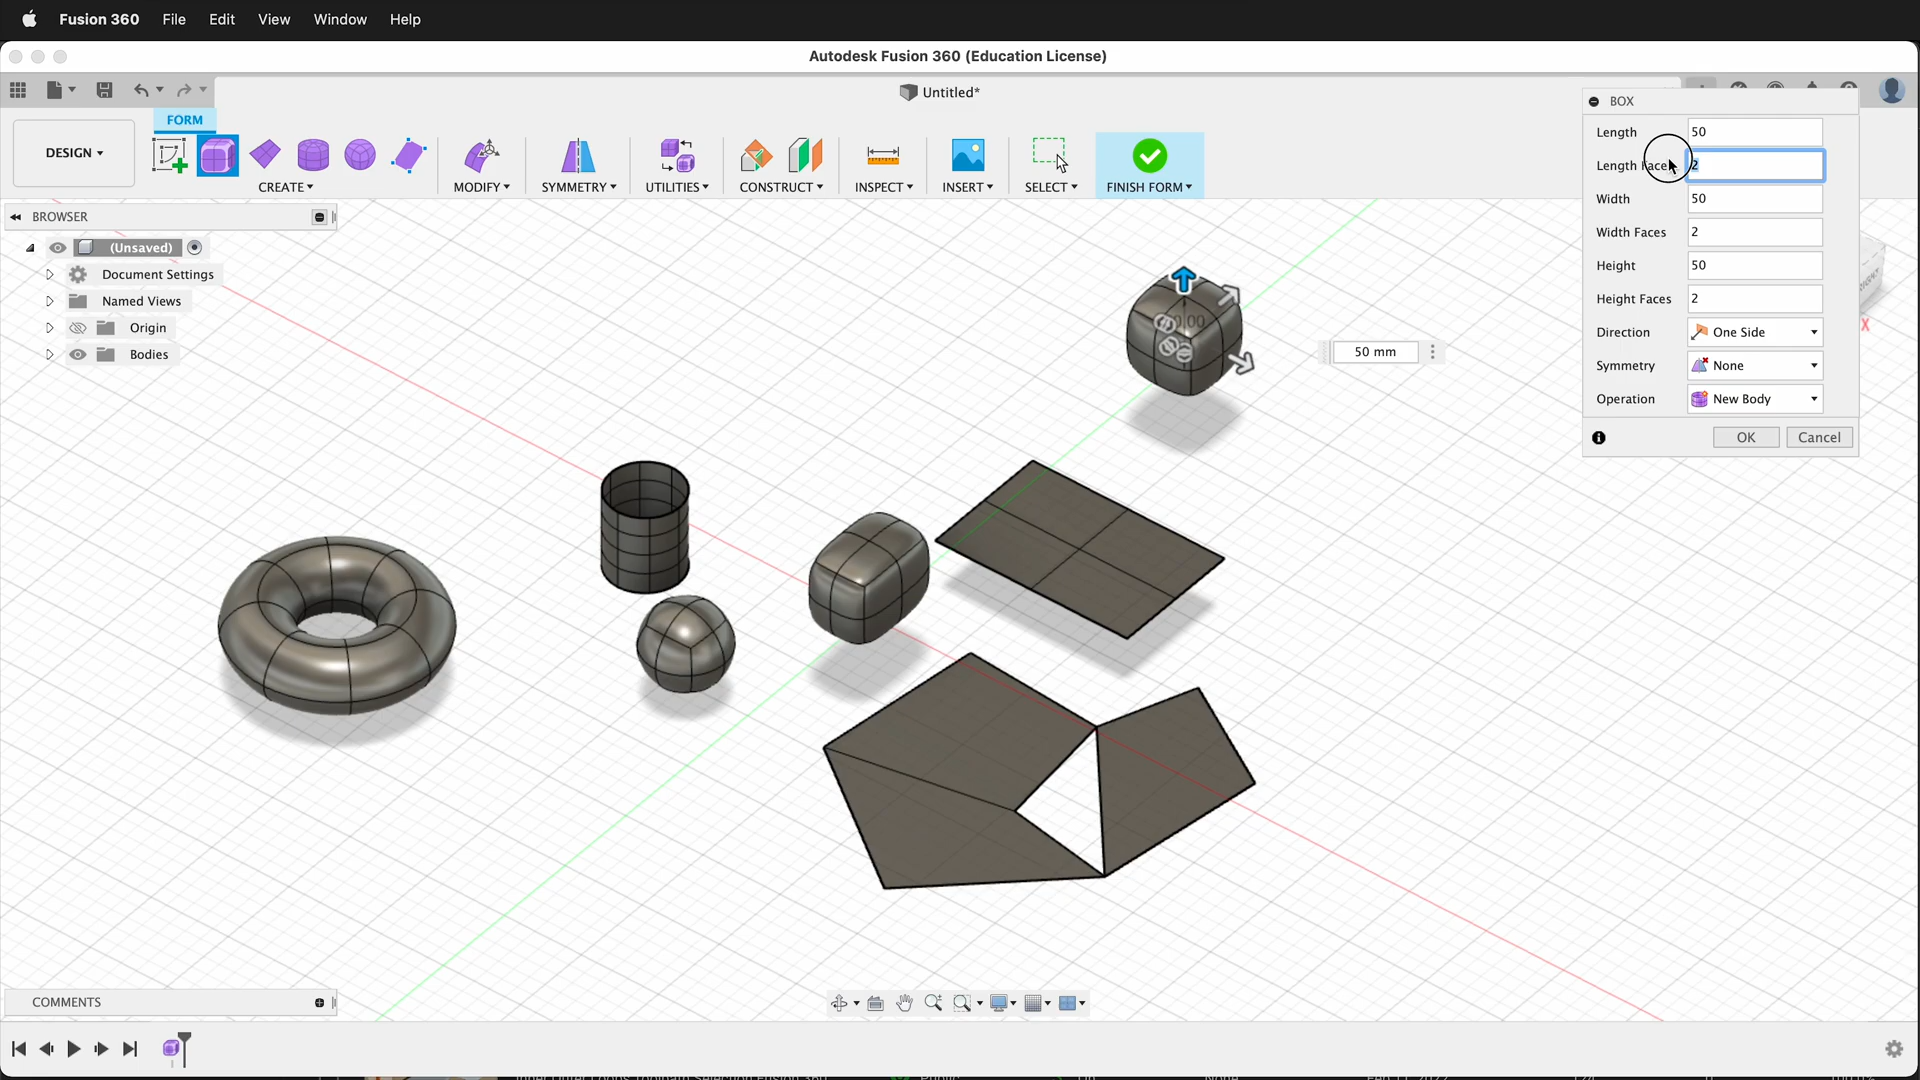 Fusion 360 File Edit View Window Help
Autodesk Fusion 360 (Education License)
Untitled*
FORM
DESIGN
CREATE MODIFY SYMMETRY UTILITIES CONSTRUCT INSPECT INSERT SELECT FINISH FORM
BROWSER
(Unsaved)
Document Settings
Named Views
Origin
Bodies
50 mm
BOX
Length 50
Length Faces 2
Width 50
Width Faces 2
Height 50
Height Faces 2
Direction One Side
Symmetry None
Operation New Body
OK Cancel
RIGHT
X
COMMENTS